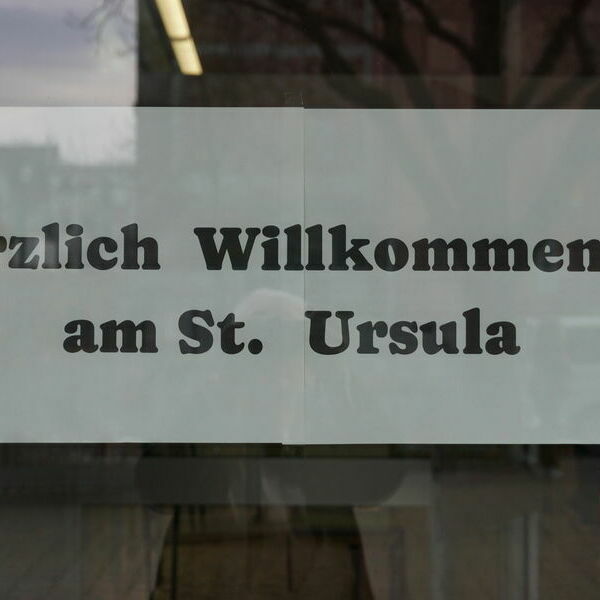 rzlich Willkommen
am St. Ursula